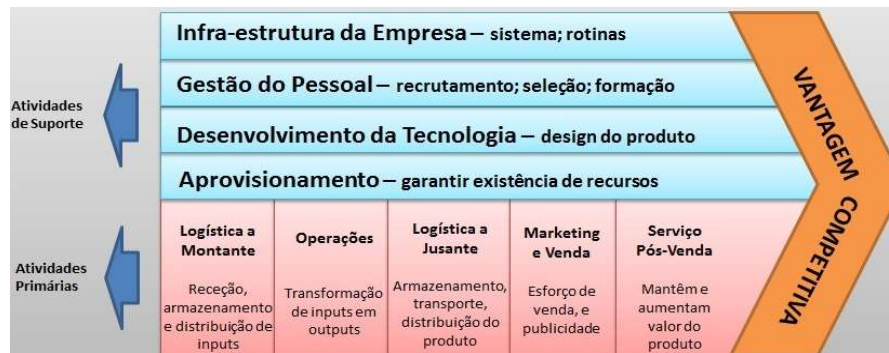 Infra-estrutura da Empresa – sistema; rotinas
Gestão do Pessoal – recrutamento; seleção; formação
Desenvolvimento da Tecnologia – design do produto
Aprovisionamento – garantir existência de recursos
Atividades
de Suporte
Atividades
Primárias
Logística a
Montante
Receção,
armazenamento
e distribuição de
inputs
Operações
Transformação
de inputs em
outputs
Logística a
Jusante
Armazenamento,
transporte,
distribuição do
produto
Marketing
e Venda
Esforço de
venda, e
publicidade
Serviço
Pós-Venda
Mantêm e
aumentam
valor do
produto
VANTAGEM
COMPETITIVA